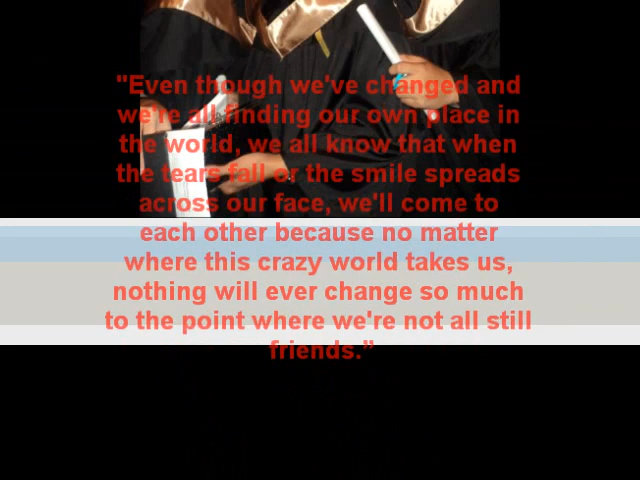 "Even though we've changed and
we're all finding our own place in
the world, we all know that when
the tears fall or the smile spreads
across our face, we'll come to
each other because no matter
where this crazy world takes us,
nothing will ever change so much
to the point where we're not all still
friends.”